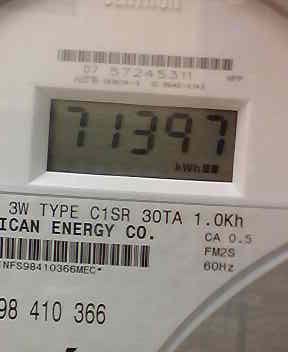 07 57245311
71397
kWh
3W TYPE C1SR 30TA 1.0Kh
ICAN ENERGY CO.
CA 0.5
FM2S
60Hz
NFS98410366MEC*
98 410 366